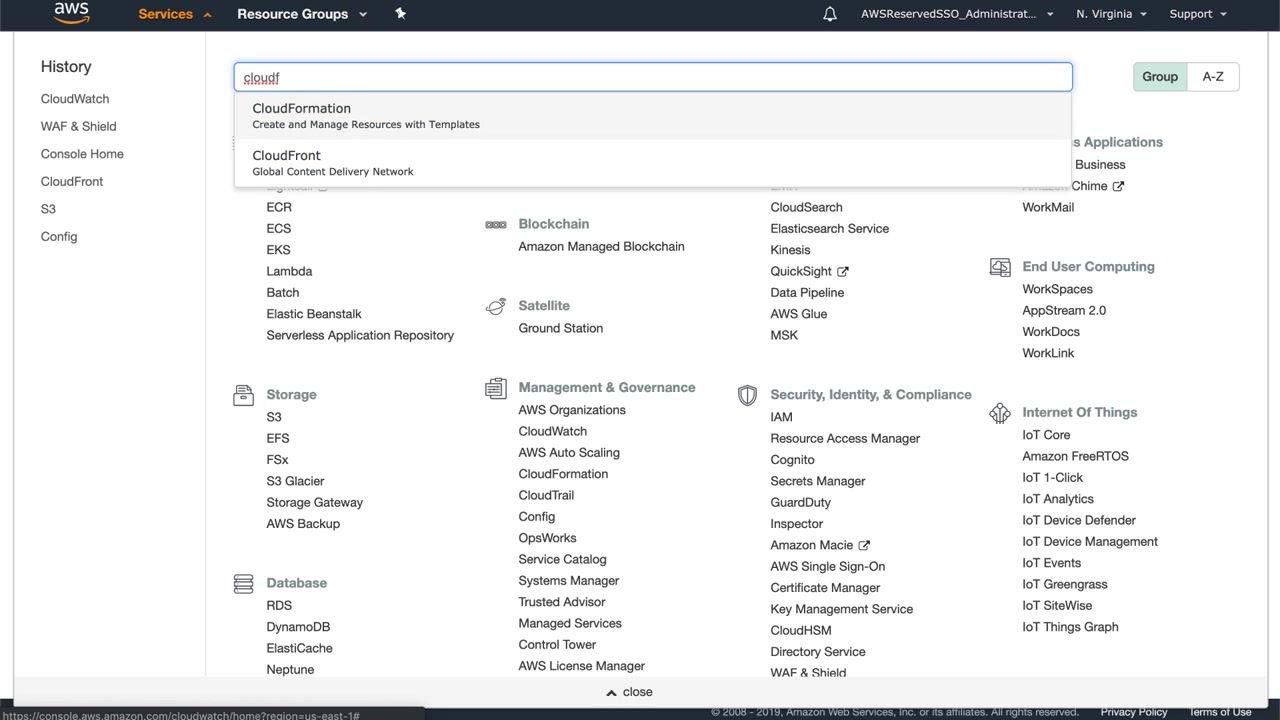 aws
Services
Resource Groups
AWSReservedSSO_Administrat...
N. Virginia
Support
History
CloudWatch
WAF & Shield
Console Home
CloudFront
S3
Config
cloudf
Group
A-Z
CloudFormation
Create and Manage Resources with Templates
CloudFront
Global Content Delivery Network
ECR
ECS
EKS
Lambda
Batch
Elastic Beanstalk
Serverless Application Repository
Storage
S3
EFS
FSx
S3 Glacier
Storage Gateway
AWS Backup
Database
RDS
DynamoDB
ElastiCache
Neptune
Blockchain
Amazon Managed Blockchain
Satellite
Ground Station
Management & Governance
AWS Organizations
CloudWatch
AWS Auto Scaling
CloudFormation
CloudTrail
Config
OpsWorks
Service Catalog
Systems Manager
Trusted Advisor
Managed Services
Control Tower
AWS License Manager
CloudSearch
Elasticsearch Service
Kinesis
QuickSight
Data Pipeline
AWS Glue
MSK
Security, Identity, & Compliance
IAM
Resource Access Manager
Cognito
Secrets Manager
GuardDuty
Inspector
Amazon Macie
AWS Single Sign-On
Certificate Manager
Key Management Service
CloudHSM
Directory Service
WAF & Shield
s Applications
Business
Chime
WorkMail
End User Computing
WorkSpaces
AppStream 2.0
WorkDocs
WorkLink
Internet Of Things
IoT Core
Amazon FreeRTOS
IoT 1-Click
IoT Analytics
IoT Device Defender
IoT Device Management
IoT Events
IoT Greengrass
IoT SiteWise
IoT Things Graph
close
https://console.aws.amazon.com/cloudwatch/home?region=us-east-1#
© 2008 - 2019, Amazon Web Services, Inc. or its affiliates. All rights reserved.
Privacy Policy
Terms of Use